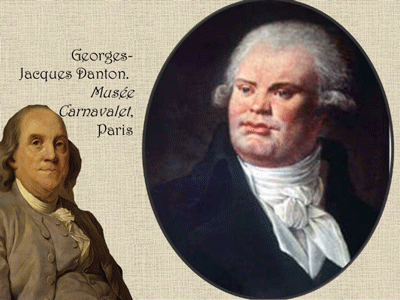 Georges-
Jacques Danton.
Musée
Carnavalet,
Paris